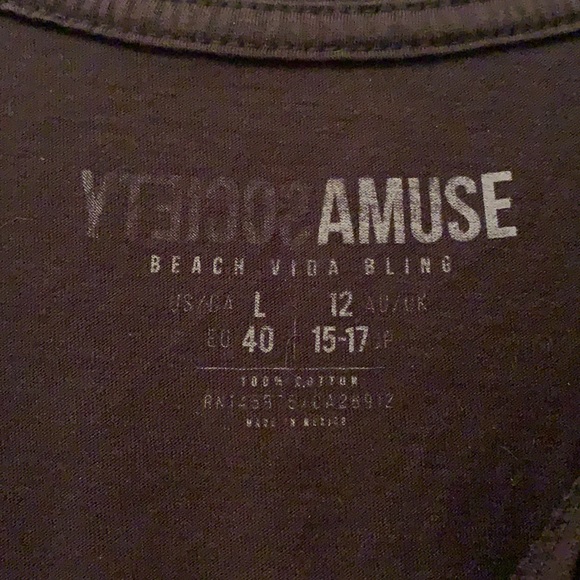 SOCIETY AMUSE
BEACH VIDA BLING
US/CA L 12 AU/UK
EU 40 15-17 JP
100% COTTON
MADE IN MEXICO